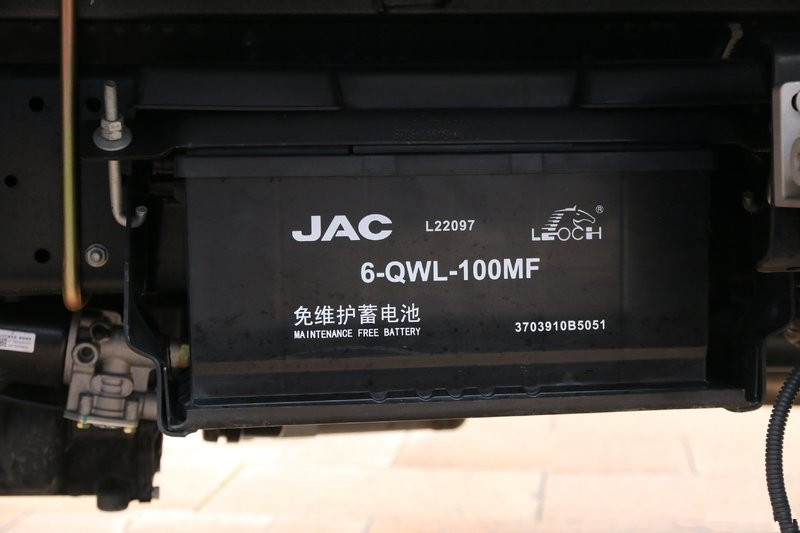 JAC L22097 LEOCH ®
6-QWL-100MF
免维护蓄电池
MAINTENANCE FREE BATTERY 3703910B5051